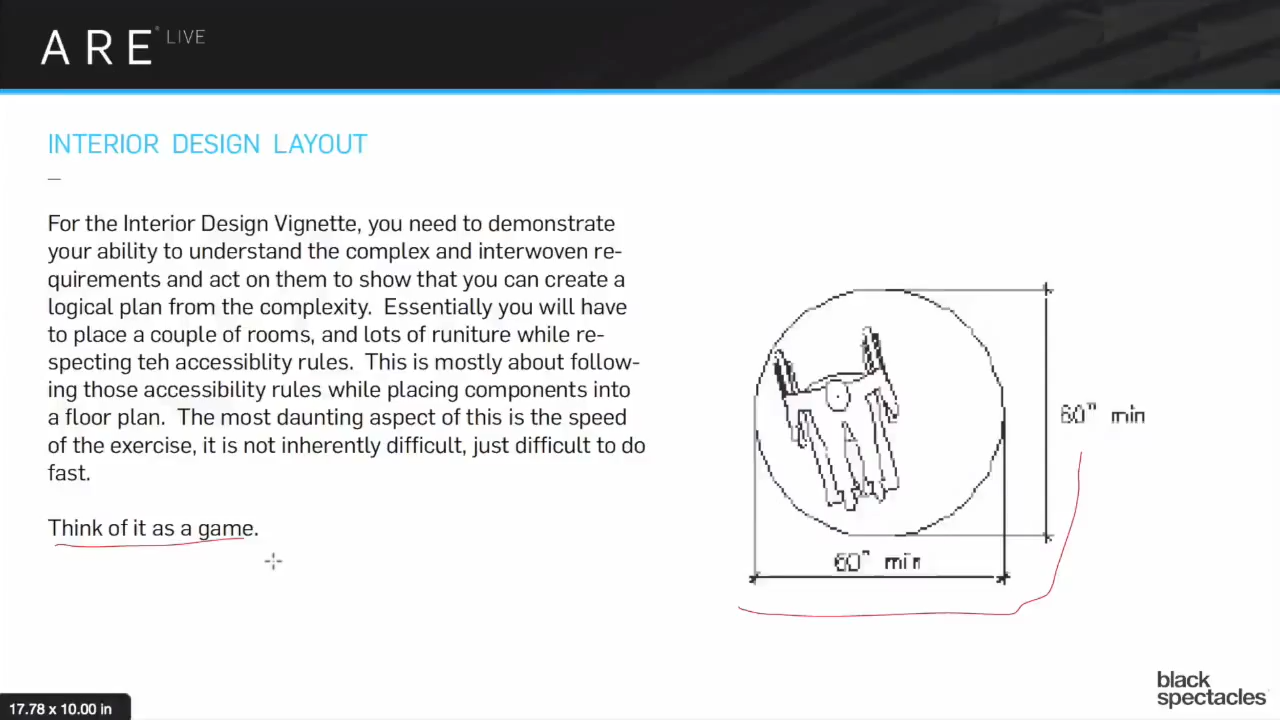 ARE® LIVE
INTERIOR DESIGN LAYOUT
For the Interior Design Vignette, you need to demonstrate
your ability to understand the complex and interwoven re-
quirements and act on them to show that you can create a
logical plan from the complexity. Essentially you will have
to place a couple of rooms, and lots of runiture while re-
specting teh accessiblity rules. This is mostly about follow-
ing those accessibility rules while placing components into
a floor plan. The most daunting aspect of this is the speed
of the exercise, it is not inherently difficult, just difficult to do
fast.
Think of it as a game.
60" min
60" min
black
spectacles
17.78 x 10.00 in